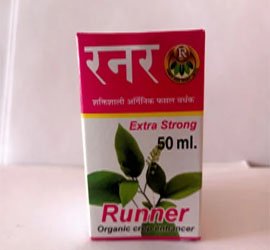 रनर
शक्तिशाली ऑर्गेनिक फसल वर्धक
Extra Strong
50 ml.
Runner
Organic crop enhancer